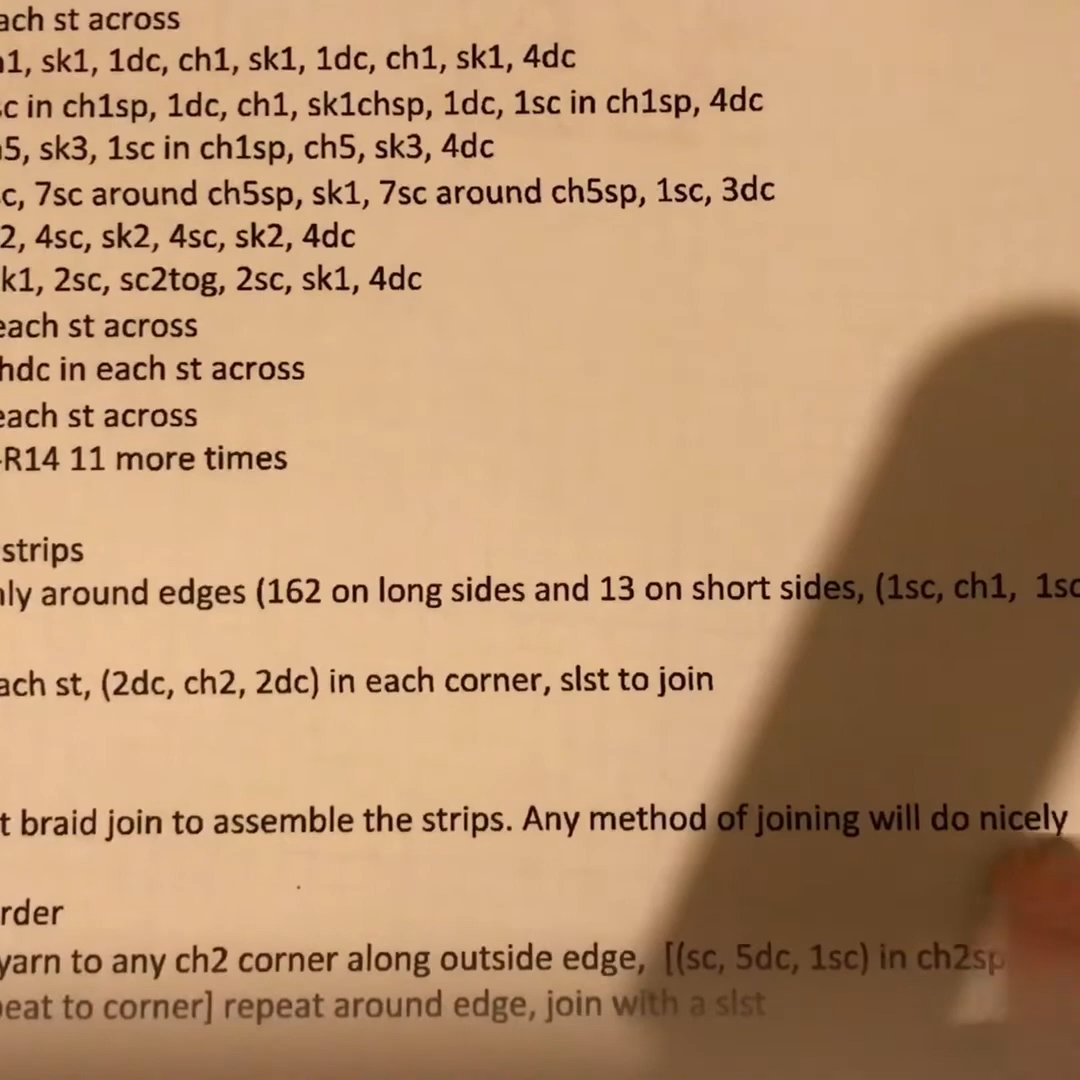 ach st across
1, sk1, 1dc, ch1, sk1, 1dc, ch1, sk1, 4dc
c in ch1sp, 1dc, ch1, sk1chsp, 1dc, 1sc in ch1sp, 4dc
5, sk3, 1sc in ch1sp, ch5, sk3, 4dc
c, 7sc around ch5sp, sk1, 7sc around ch5sp, 1sc, 3dc
2, 4sc, sk2, 4sc, sk2, 4dc
k1, 2sc, sc2tog, 2sc, sk1, 4dc
each st across
hdc in each st across
each st across
-R14 11 more times
strips
nly around edges (162 on long sides and 13 on short sides, (1sc, ch1, 1sc
ach st, (2dc, ch2, 2dc) in each corner, slst to join
t braid join to assemble the strips. Any method of joining will do nicely
rder
yarn to any ch2 corner along outside edge, [(sc, 5dc, 1sc) in ch2sp
eat to corner] repeat around edge, join with a slst